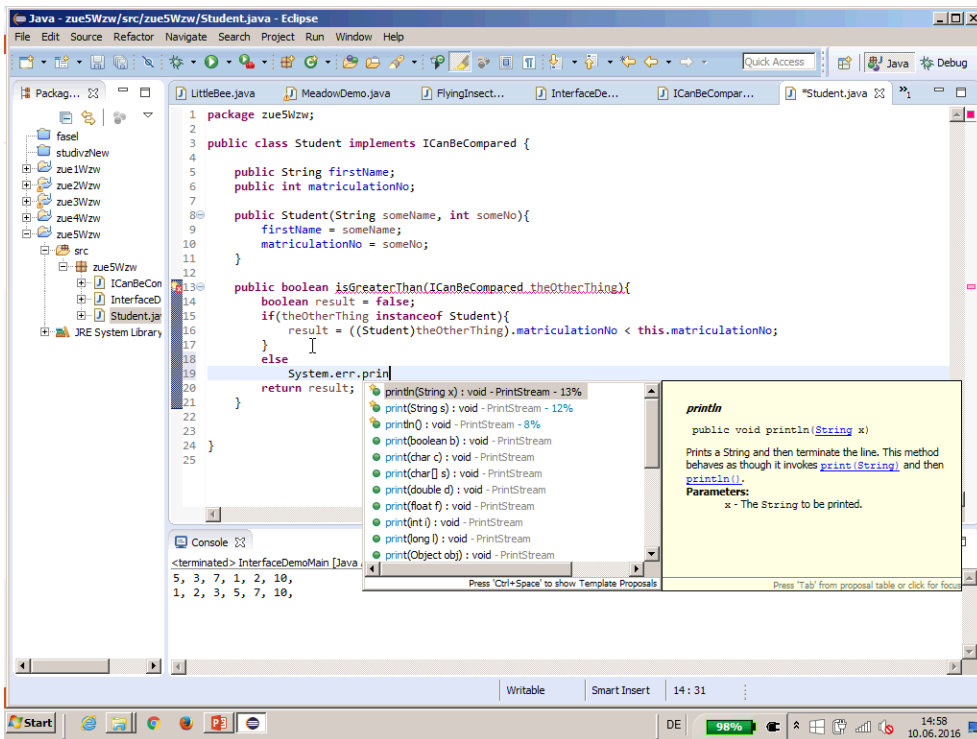 Java - zue5Wzw/src/zue5Wzw/Student.java - Eclipse
File Edit Source Refactor Navigate Search Project Run Window Help
Quick Access
Java
Debug
Packag...
LittleBee.java
MeadowDemo.java
FlyingInsect...
InterfaceDe...
ICanBeCompar...
*Student.java
»1
fasel
studivzNew
zue1Wzw
zue2Wzw
zue3Wzw
zue4Wzw
zue5Wzw
src
zue5Wzw
ICanBeCon
InterfaceD
Student.ja
JRE System Library
1 package zue5Wzw;
2
3 public class Student implements ICanBeCompared {
4
5 public String firstName;
6 public int matriculationNo;
7
8 public Student(String someName, int someNo){
9 firstName = someName;
10 matriculationNo = someNo;
11 }
12
13 public boolean isGreaterThan(ICanBeCompared theOtherThing){
14 boolean result = false;
15 if(theOtherThing instanceof Student){
16 result = ((Student)theOtherThing).matriculationNo < this.matriculationNo;
17 }
18 else
19 System.err.prin
20 return result;
21 }
22
23
24 }
25
println(String x) : void - PrintStream - 13%
print(String s) : void - PrintStream - 12%
println() : void - PrintStream - 8%
print(boolean b) : void - PrintStream
print(char c) : void - PrintStream
print(char[] s) : void - PrintStream
print(double d) : void - PrintStream
print(float f) : void - PrintStream
print(int i) : void - PrintStream
print(long l) : void - PrintStream
print(Object obj) : void - PrintStream
Press 'Ctrl+Space' to show Template Proposals
println
public void println(String x)
Prints a String and then terminate the line. This method
behaves as though it invokes print(String) and then
println().
Parameters:
x - The String to be printed.
Press 'Tab' from proposal table or click for focus
Console
<terminated> InterfaceDemoMain [Java
5, 3, 7, 1, 2, 10,
1, 2, 3, 5, 7, 10,
Writable
Smart Insert
14 : 31
Start
DE
98%
14:58
10.06.2016